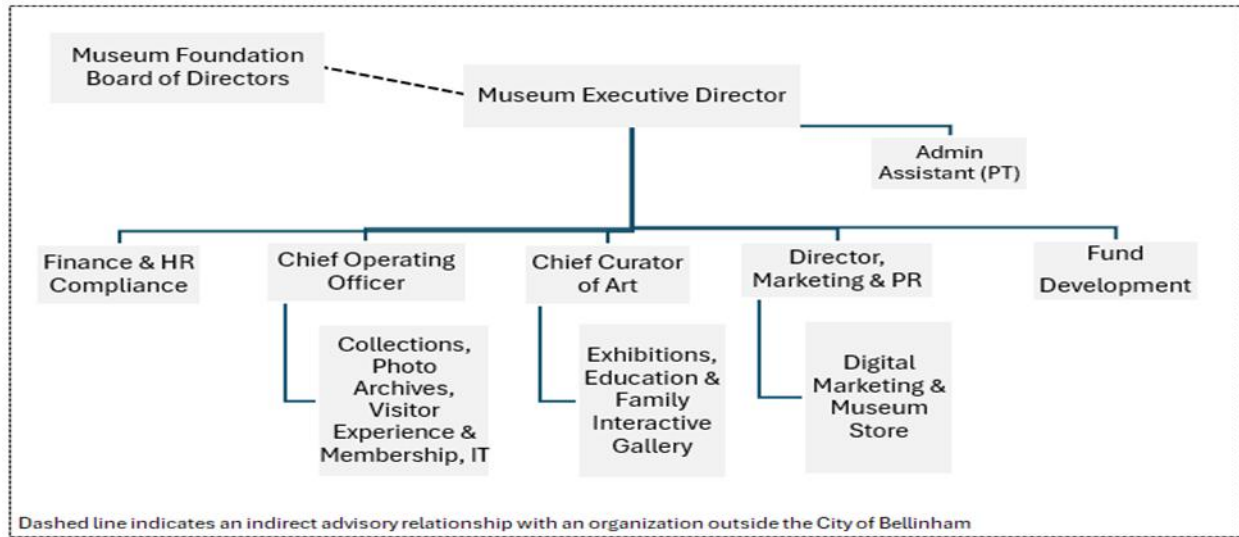 Museum Foundation
Board of Directors
Museum Executive Director
Admin
Assistant (PT)
Finance & HR
Compliance
Chief Operating
Officer
Chief Curator
of Art
Director,
Marketing & PR
Fund
Development
Collections,
Photo
Archives,
Visitor
Experience &
Membership, IT
Exhibitions,
Education &
Family
Interactive
Gallery
Digital
Marketing &
Museum
Store
Dashed line indicates an indirect advisory relationship with an organization outside the City of Bellinham